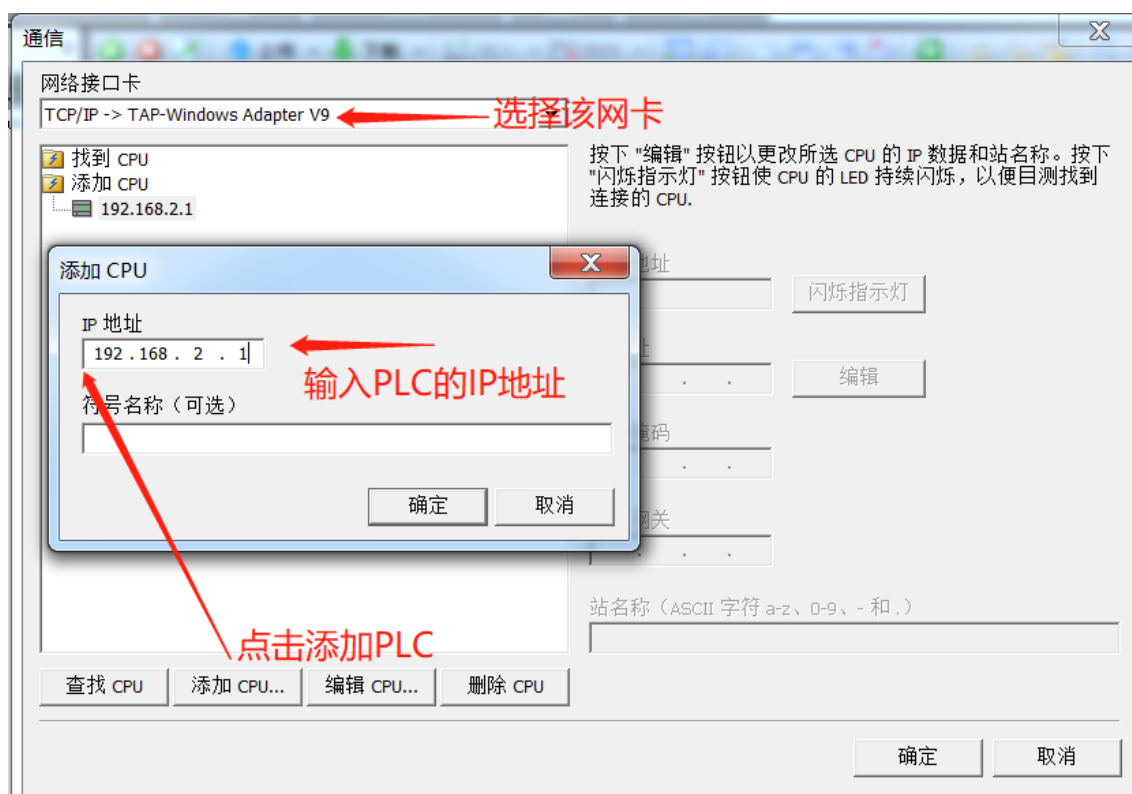 通信
网络接口卡
TCP/IP -> TAP-Windows Adapter V9
选择该网卡
找到 CPU
添加 CPU
192.168.2.1
按下 "编辑" 按钮以更改所选 CPU 的 IP 数据和站名称。按下
"闪烁指示灯" 按钮使 CPU 的 LED 持续闪烁，以便目测找到
连接的 CPU.
添加 CPU
地址
闪烁指示灯
IP 地址
192 . 168 . 2 . 1
输入PLC的IP地址
编辑
符号名称（可选）
掩码
确定
取消
网关
站名称（ASCII 字符 a-z、0-9、- 和 .）
点击添加PLC
查找 CPU
添加 CPU...
编辑 CPU...
删除 CPU
确定
取消